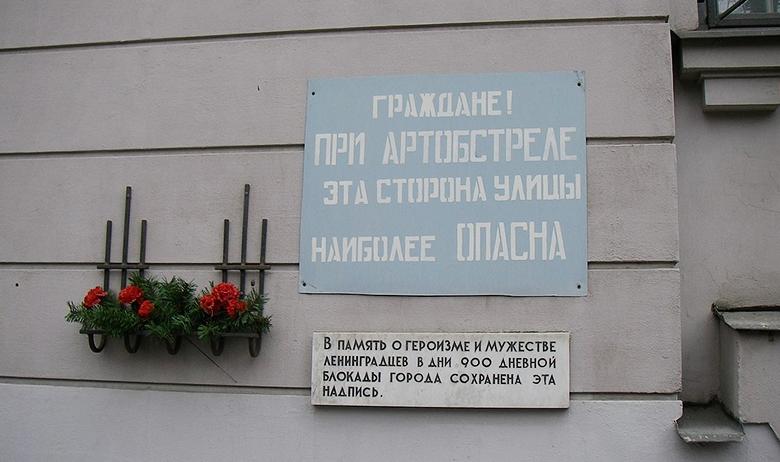 ГРАЖДАНЕ!
ПРИ АРТОБСТРЕЛЕ
ЭТА СТОРОНА УЛИЦЫ
НАИБОЛЕЕ ОПАСНА
В ПАМЯТЬ О ГЕРОИЗМЕ И МУЖЕСТВЕ
ЛЕНИНГРАДЦЕВ В ДНИ 900 ДНЕВНОЙ
БЛОКАДЫ ГОРОДА СОХРАНЕНА ЭТА
НАДПИСЬ.